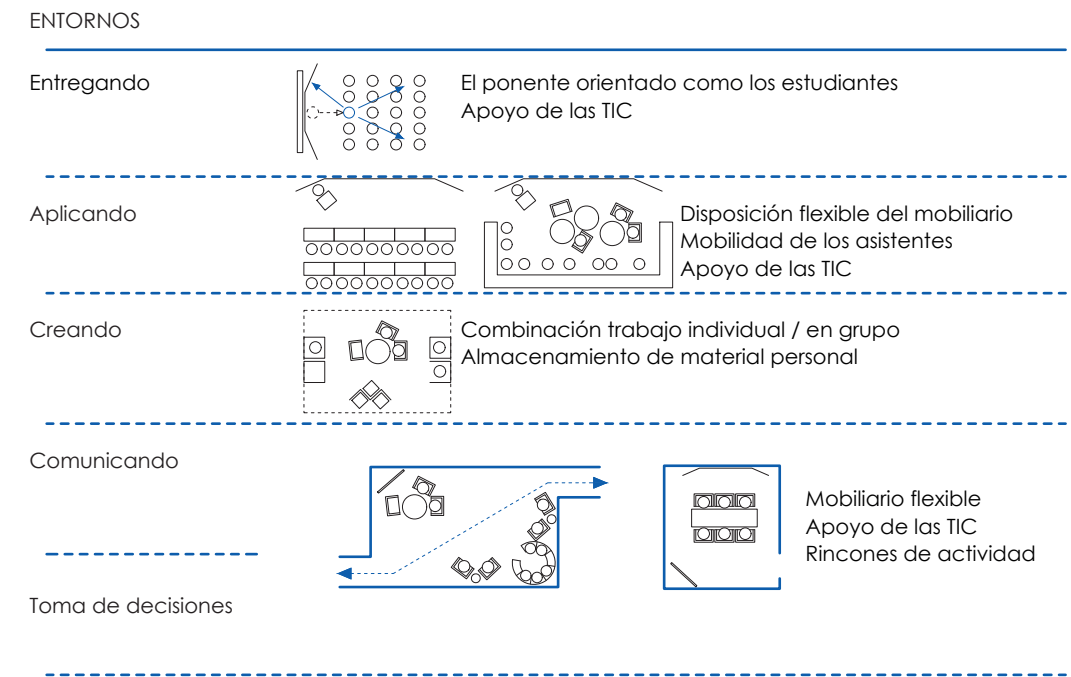 ENTORNOS
Entregando
El ponente orientado como los estudiantes
Apoyo de las TIC
Aplicando
Disposición flexible del mobiliario
Mobilidad de los asistentes
Apoyo de las TIC
Creando
Combinación trabajo individual / en grupo
Almacenamiento de material personal
Comunicando
Mobiliario flexible
Apoyo de las TIC
Rincones de actividad
Toma de decisiones